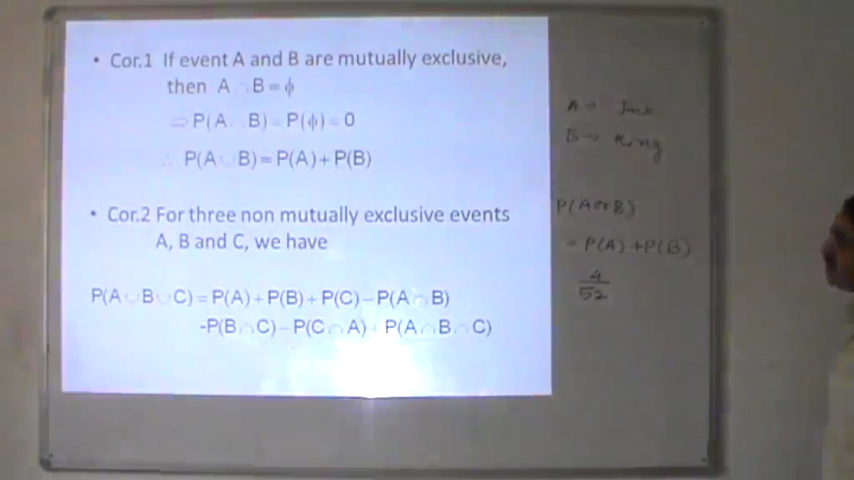 • Cor.1 If event A and B are mutually exclusive,
then A ∩ B = ϕ
⇒ P(A ∩ B) = P(ϕ) = 0
∴ P(A ∪ B) = P(A) + P(B)
• Cor.2 For three non mutually exclusive events
A, B and C, we have
P(A ∪ B ∪ C) = P(A) + P(B) + P(C) – P(A ∩ B)
-P(B ∩ C) – P(C ∩ A) + P(A ∩ B ∩ C)
A → Jack
B → King
P(A or B)
= P(A) + P(B)
4
52